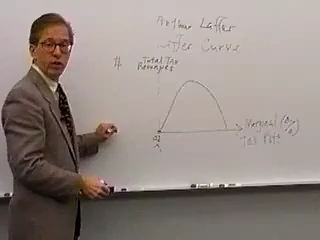 Arthur Laffer
Laffer Curve
# Total Tax
Revenues
Marginal
Tax Rate